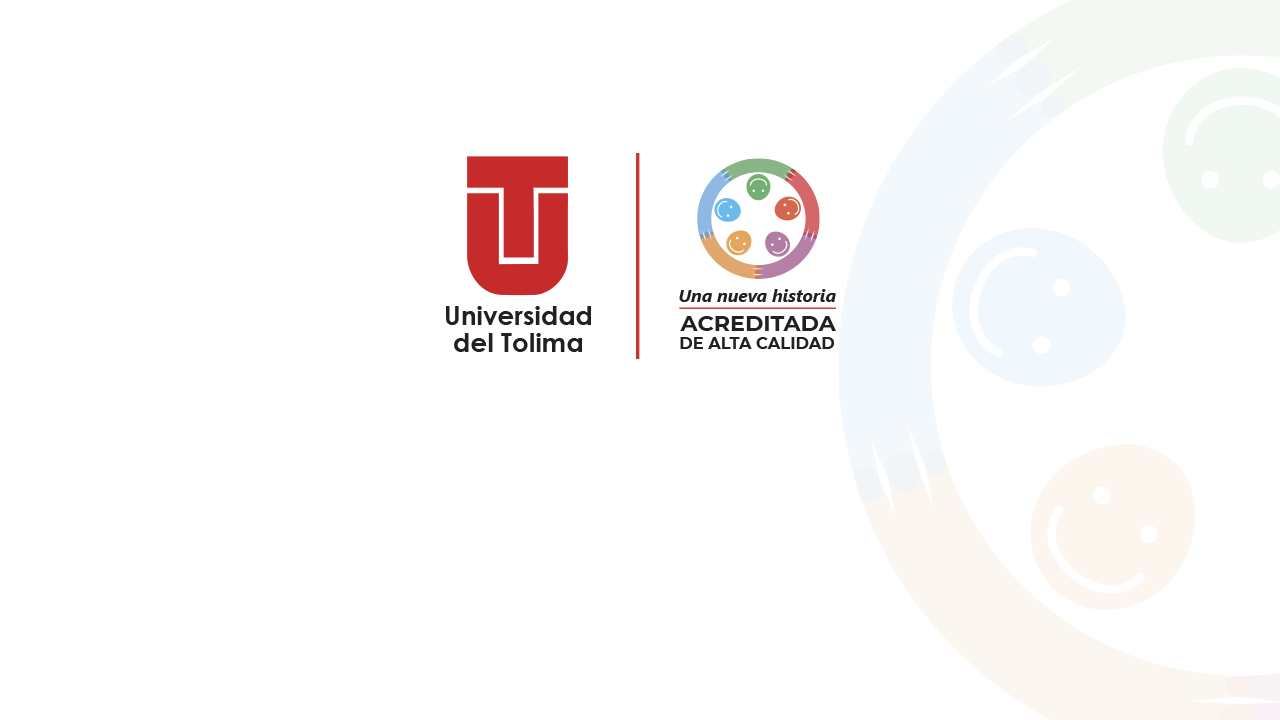 Universidad
del Tolima
Una nueva historia
ACREDITADA
DE ALTA CALIDAD